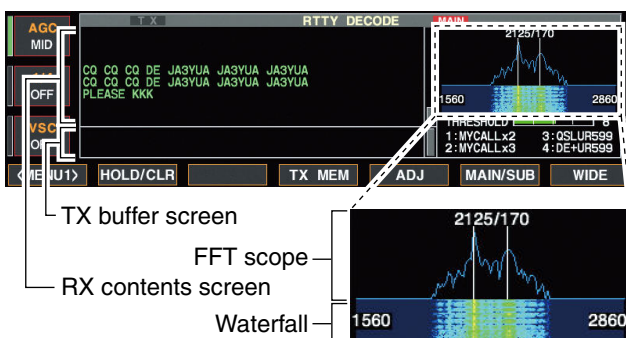 AGC TX RTTY DECODE MAIN
MID
2125/170
CQ CQ CQ DE JA3YUA JA3YUA JA3YUA
CQ CQ CQ DE JA3YUA JA3YUA JA3YUA
PLEASE KKK
OFF
1560 2860
THRESHOLD 8
VSC
1:MYCALLx2 3:QSLUR599
2:MYCALLx3 4:DE+UR599
<MENU1> HOLD/CLR TX MEM ADJ MAIN/SUB WIDE
TX buffer screen
2125/170
FFT scope
RX contents screen
Waterfall
1560 2860